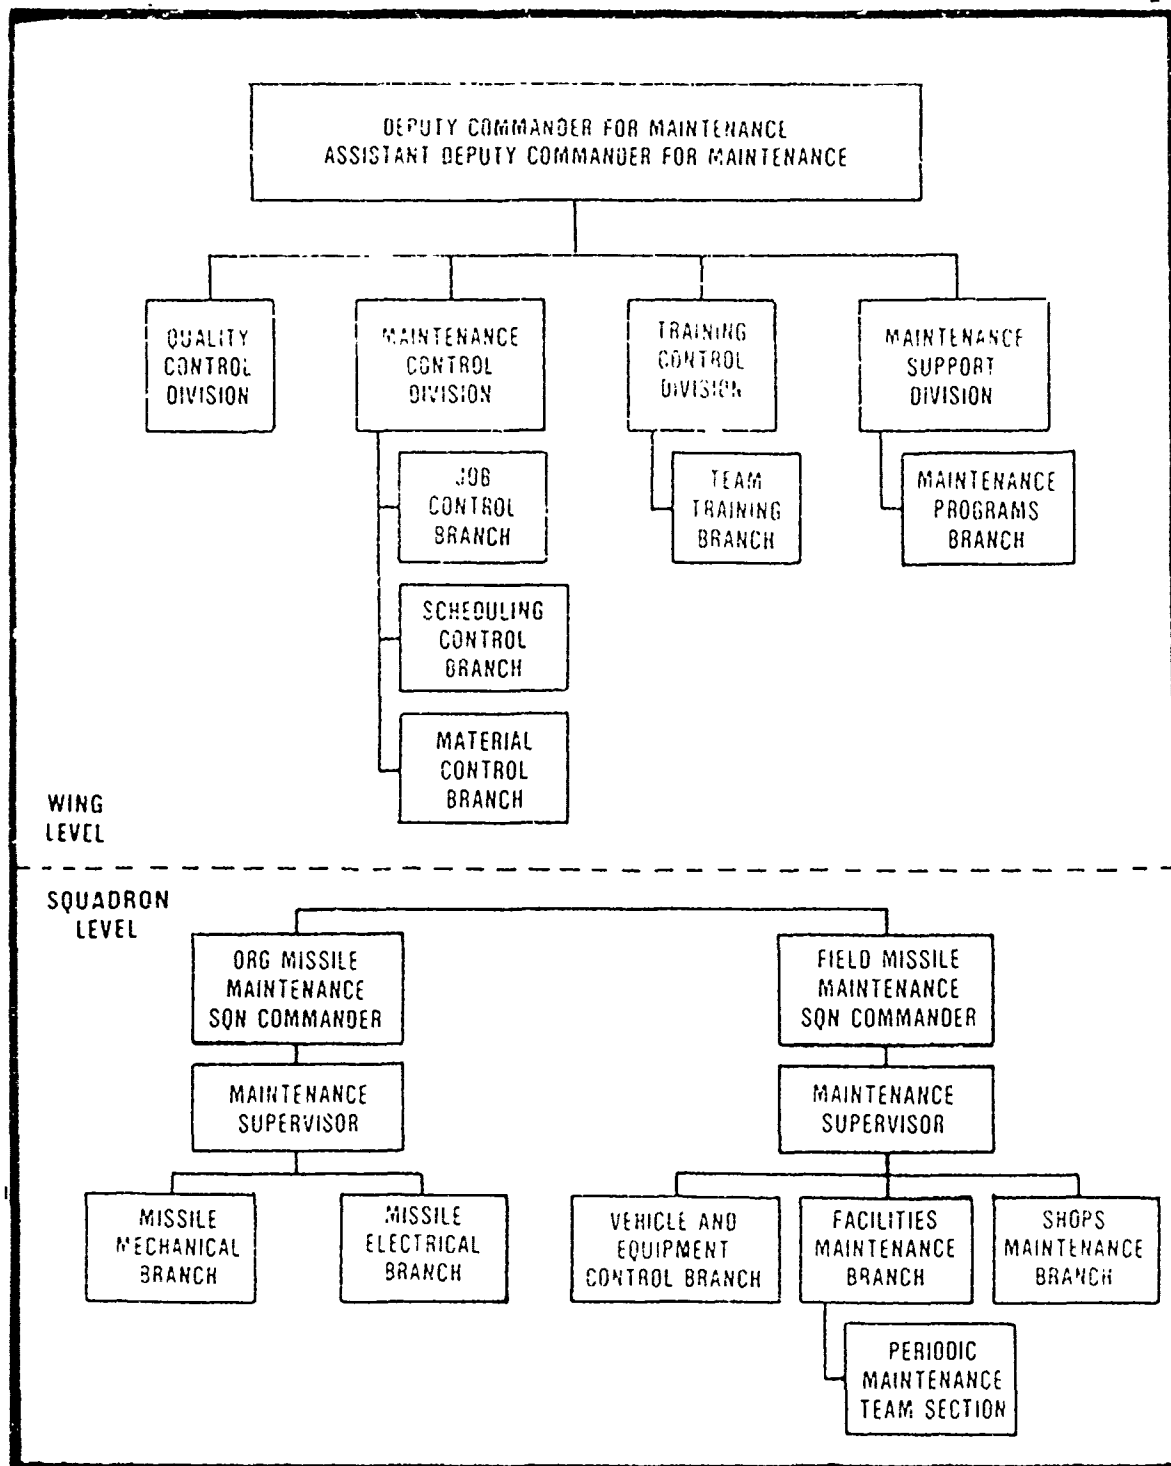 DEPUTY COMMANDER FOR MAINTENANCE
ASSISTANT DEPUTY COMMANDER FOR MAINTENANCE
QUALITY
CONTROL
DIVISION
MAINTENANCE
CONTROL
DIVISION
TRAINING
CONTROL
DIVISION
MAINTENANCE
SUPPORT
DIVISION
JOB
CONTROL
BRANCH
TEAM
TRAINING
BRANCH
MAINTENANCE
PROGRAMS
BRANCH
SCHEDULING
CONTROL
BRANCH
MATERIAL
CONTROL
BRANCH
WING
LEVEL
SQUADRON
LEVEL
ORG MISSILE
MAINTENANCE
SQN COMMANDER
FIELD MISSILE
MAINTENANCE
SQN COMMANDER
MAINTENANCE
SUPERVISOR
MAINTENANCE
SUPERVISOR
MISSILE
MECHANICAL
BRANCH
MISSILE
ELECTRICAL
BRANCH
VEHICLE AND
EQUIPMENT
CONTROL BRANCH
FACILITIES
MAINTENANCE
BRANCH
SHOPS
MAINTENANCE
BRANCH
PERIODIC
MAINTENANCE
TEAM SECTION